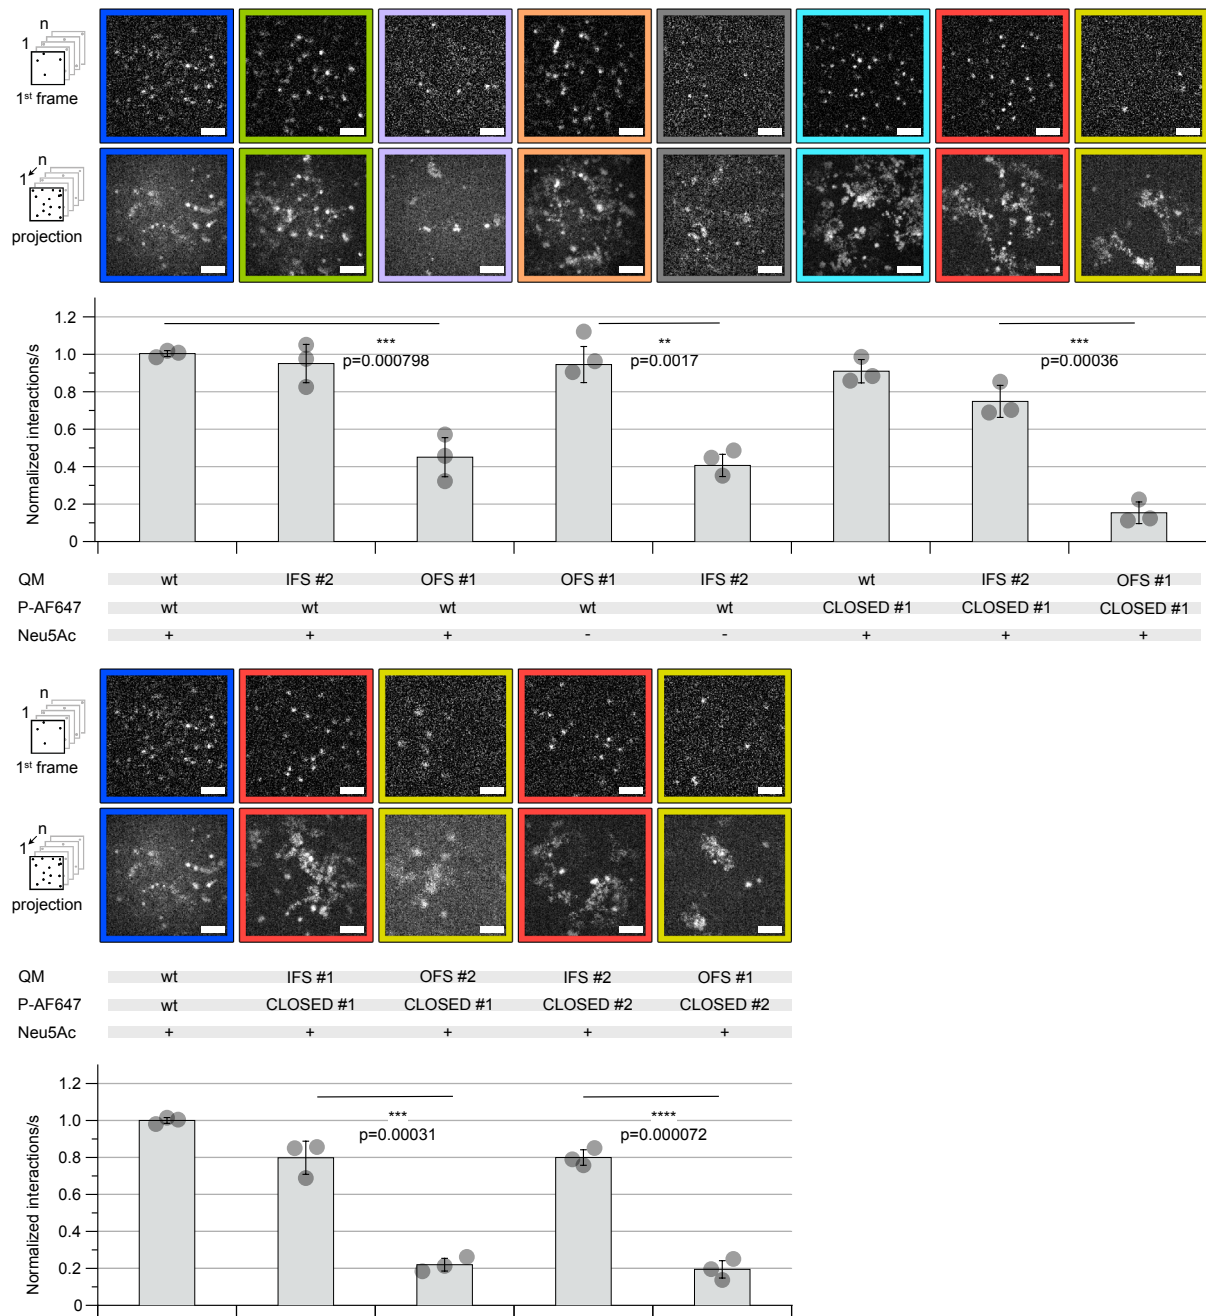 n
1
1st frame
n
1
projection
Normalized interactions/s
1.2
1.0
0.8
0.6
0.4
0.2
0
***
p=0.000798
**
p=0.0017
***
p=0.00036
QM wt IFS #2 OFS #1 OFS #1 IFS #2 wt IFS #2 OFS #1
P-AF647 wt wt wt wt wt CLOSED #1 CLOSED #1 CLOSED #1
Neu5Ac + + + - - + + +
n
1
1st frame
n
1
projection
QM wt IFS #1 OFS #2 IFS #2 OFS #1
P-AF647 wt CLOSED #1 CLOSED #1 CLOSED #2 CLOSED #2
Neu5Ac + + + + +
Normalized interactions/s
1.2
1.0
0.8
0.6
0.4
0.2
0
***
p=0.00031
****
p=0.000072